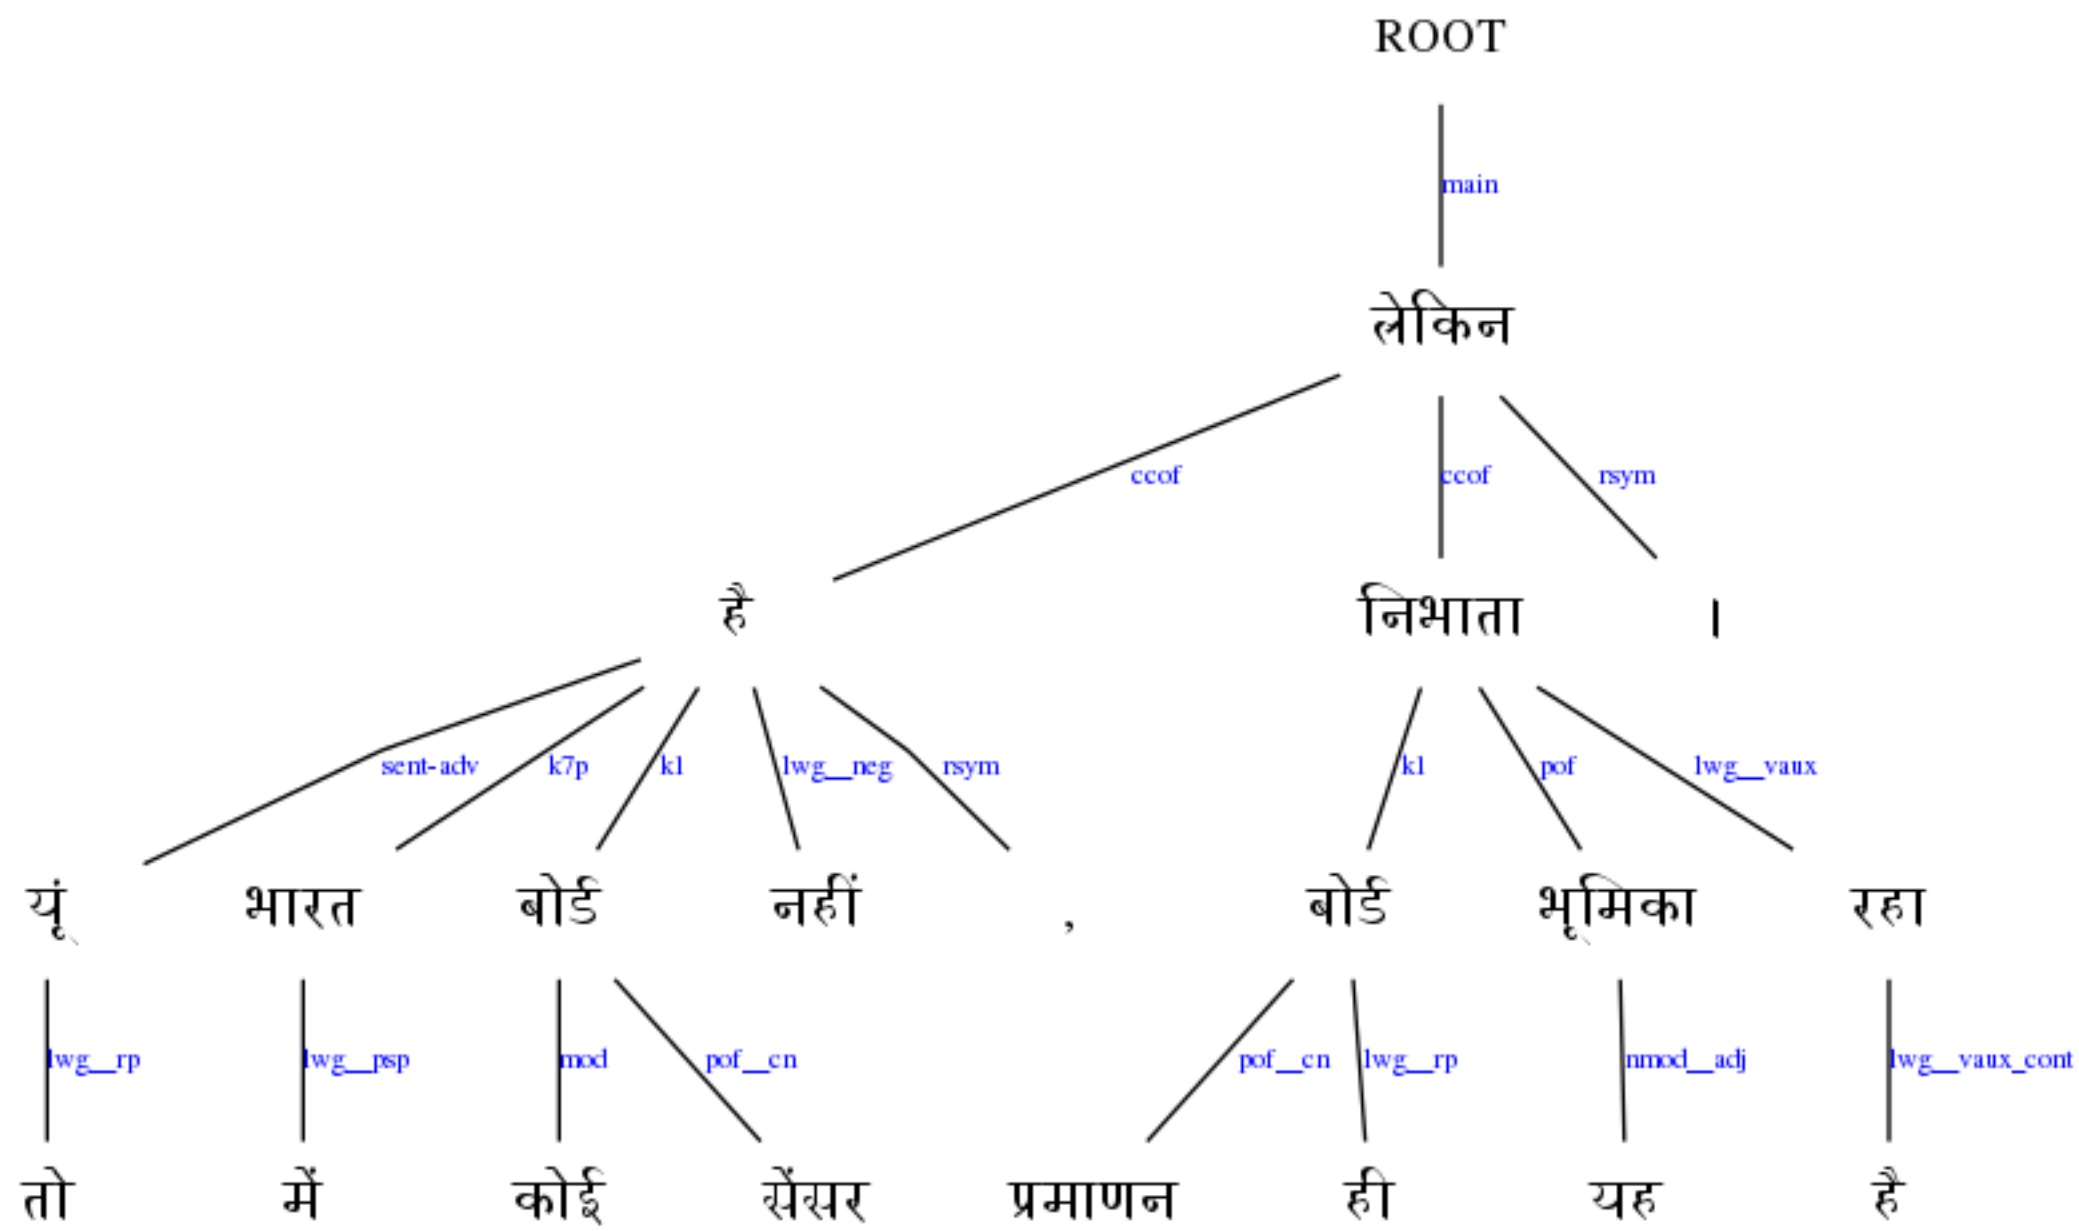 ROOT
main
लेकिन
ccof ccof rsym
है निभाता ।
sent-adv k7p k1 lwg__neg rsym k1 pof lwg__vaux
यूं भारत बोर्ड नहीं , बोर्ड भूमिका रहा
lwg__rp lwg__psp mod pof__cn pof__cn lwg__rp nmod__adj lwg__vaux_cont
तो में कोई सेंसर प्रमाणन ही यह है